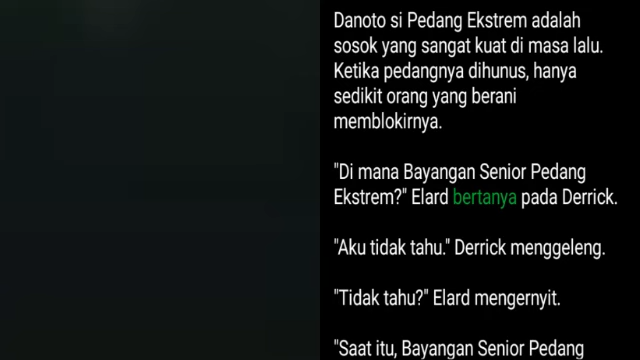 Danoto si Pedang Ekstrem adalah
sosok yang sangat kuat di masa lalu.
Ketika pedangnya dihunus, hanya
sedikit orang yang berani
memblokirnya.
"Di mana Bayangan Senior Pedang
Ekstrem?" Elard bertanya pada Derrick.
"Aku tidak tahu." Derrick menggeleng.
"Tidak tahu?" Elard mengernyit.
"Saat itu, Bayangan Senior Pedang